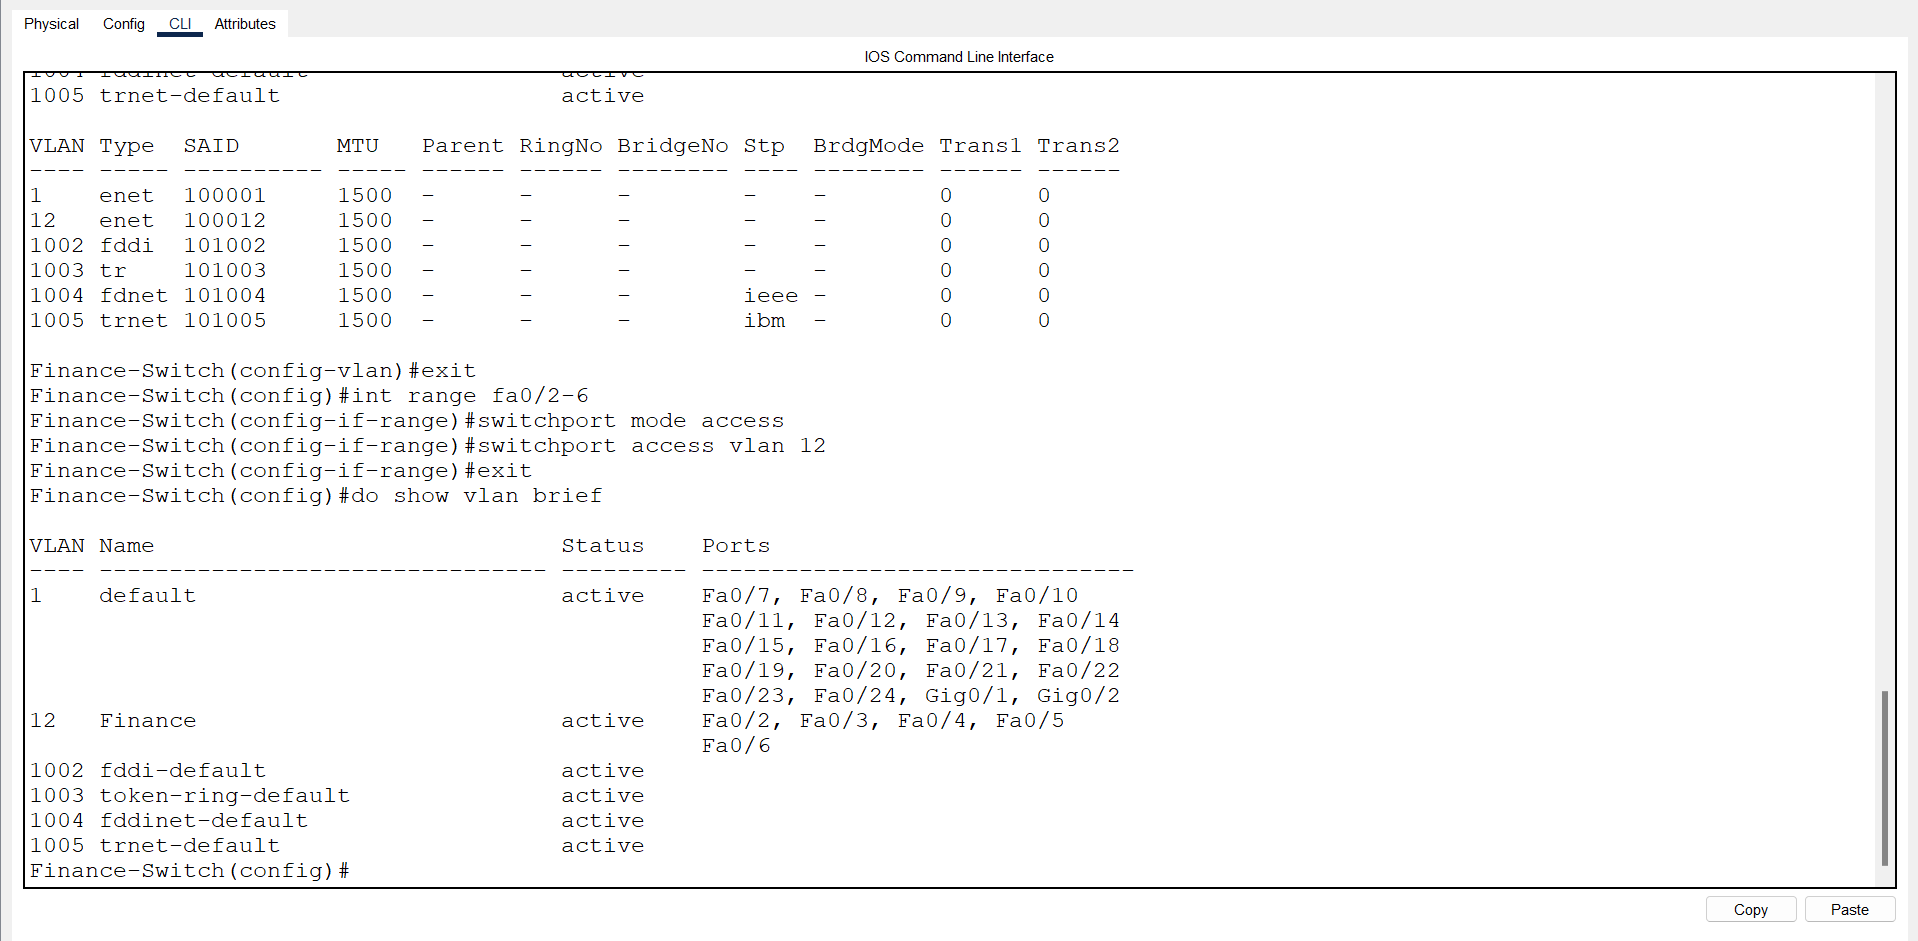 Physical Config CLI Attributes
IOS Command Line Interface
1004 fddinet-default active
1005 trnet-default active
VLAN Type SAID MTU Parent RingNo BridgeNo Stp BrdgMode Trans1 Trans2
---- ----- ---------- ----- ------ ------ -------- ---- -------- ------ ------
1 enet 100001 1500 - - - - - 0 0
12 enet 100012 1500 - - - - - 0 0
1002 fddi 101002 1500 - - - - - 0 0
1003 tr 101003 1500 - - - - - 0 0
1004 fdnet 101004 1500 - - - ieee - 0 0
1005 trnet 101005 1500 - - - ibm - 0 0
Finance-Switch(config-vlan)#exit
Finance-Switch(config)#int range fa0/2-6
Finance-Switch(config-if-range)#switchport mode access
Finance-Switch(config-if-range)#switchport access vlan 12
Finance-Switch(config-if-range)#exit
Finance-Switch(config)#do show vlan brief
VLAN Name Status Ports
---- -------------------------------- --------- -------------------------------
1 default active Fa0/7, Fa0/8, Fa0/9, Fa0/10
Fa0/11, Fa0/12, Fa0/13, Fa0/14
Fa0/15, Fa0/16, Fa0/17, Fa0/18
Fa0/19, Fa0/20, Fa0/21, Fa0/22
Fa0/23, Fa0/24, Gig0/1, Gig0/2
12 Finance active Fa0/2, Fa0/3, Fa0/4, Fa0/5
Fa0/6
1002 fddi-default active
1003 token-ring-default active
1004 fddinet-default active
1005 trnet-default active
Finance-Switch(config)#
Copy Paste